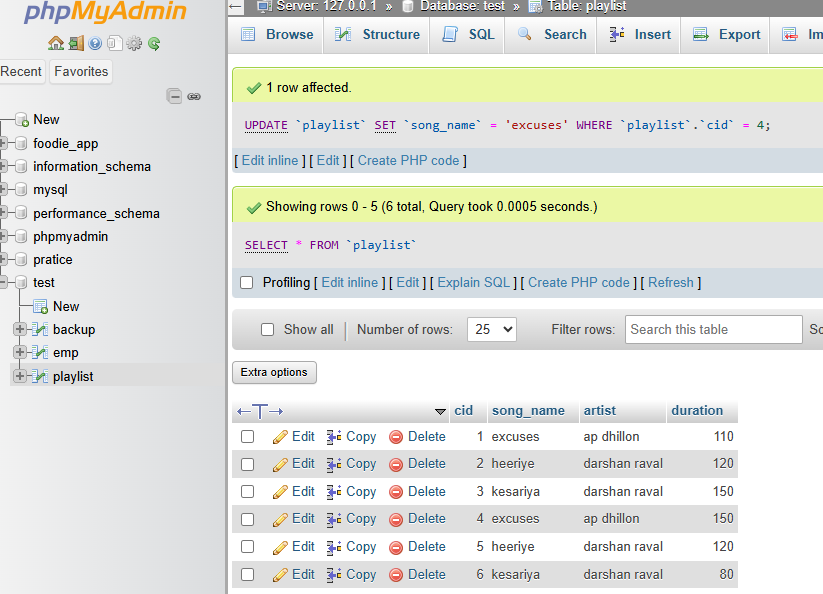 phpMyAdmin
Server: 127.0.0.1 » Database: test » Table: playlist
Browse Structure SQL Search Insert Export Im
Recent Favorites
1 row affected.
UPDATE `playlist` SET `song_name` = 'excuses' WHERE `playlist`.`cid` = 4;
[ Edit inline ] [ Edit ] [ Create PHP code ]
Showing rows 0 - 5 (6 total, Query took 0.0005 seconds.)
SELECT * FROM `playlist`
Profiling [ Edit inline ] [ Edit ] [ Explain SQL ] [ Create PHP code ] [ Refresh ]
Show all Number of rows: 25 Filter rows: Search this table So
Extra options
New
foodie_app
information_schema
mysql
performance_schema
phpmyadmin
pratice
test
New
backup
emp
playlist
cid song_name artist duration
Edit Copy Delete 1 excuses ap dhillon 110
Edit Copy Delete 2 heeriye darshan raval 120
Edit Copy Delete 3 kesariya darshan raval 150
Edit Copy Delete 4 excuses ap dhillon 150
Edit Copy Delete 5 heeriye darshan raval 120
Edit Copy Delete 6 kesariya darshan raval 80